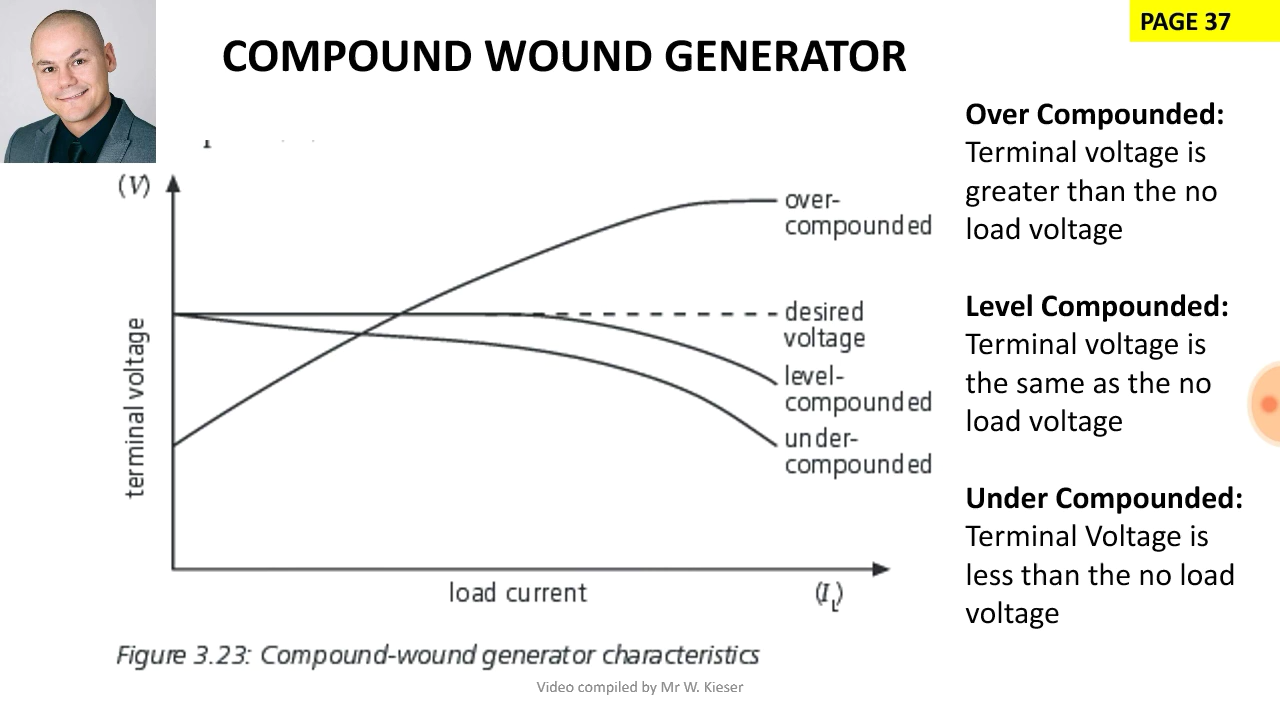 PAGE 37
COMPOUND WOUND GENERATOR
(V)
terminal voltage
over-
compounded
desired
voltage
level-
compounded
under-
compounded
load current
(I_L)
Figure 3.23: Compound-wound generator characteristics
Over Compounded:
Terminal voltage is
greater than the no
load voltage
Level Compounded:
Terminal voltage is
the same as the no
load voltage
Under Compounded:
Terminal Voltage is
less than the no load
voltage
Video compiled by Mr W. Kieser